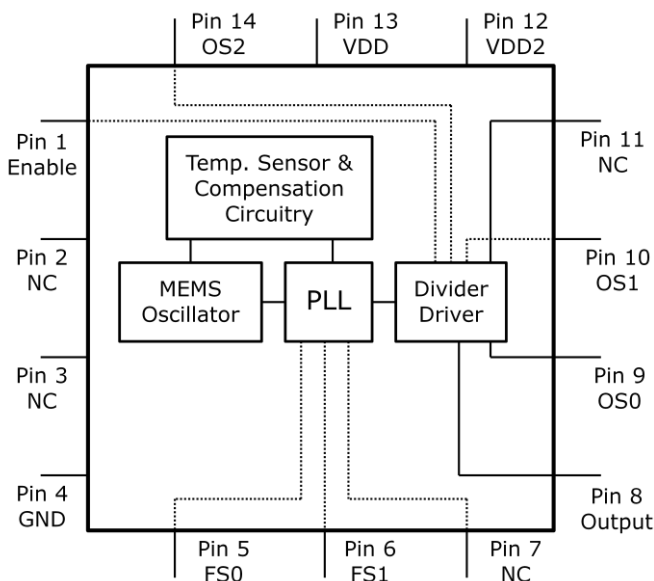 Pin 14
OS2
Pin 13
VDD
Pin 12
VDD2
Pin 1
Enable
Pin 11
NC
Temp. Sensor &
Compensation
Circuitry
Pin 2
NC
MEMS
Oscillator
PLL
Divider
Driver
Pin 10
OS1
Pin 3
NC
Pin 9
OS0
Pin 4
GND
Pin 8
Output
Pin 5
FS0
Pin 6
FS1
Pin 7
NC